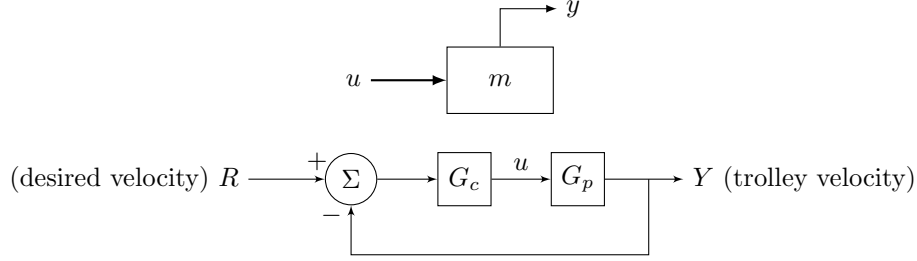 y
u
m
(desired velocity) R
+
−
Σ
G_c
u
G_p
Y (trolley velocity)